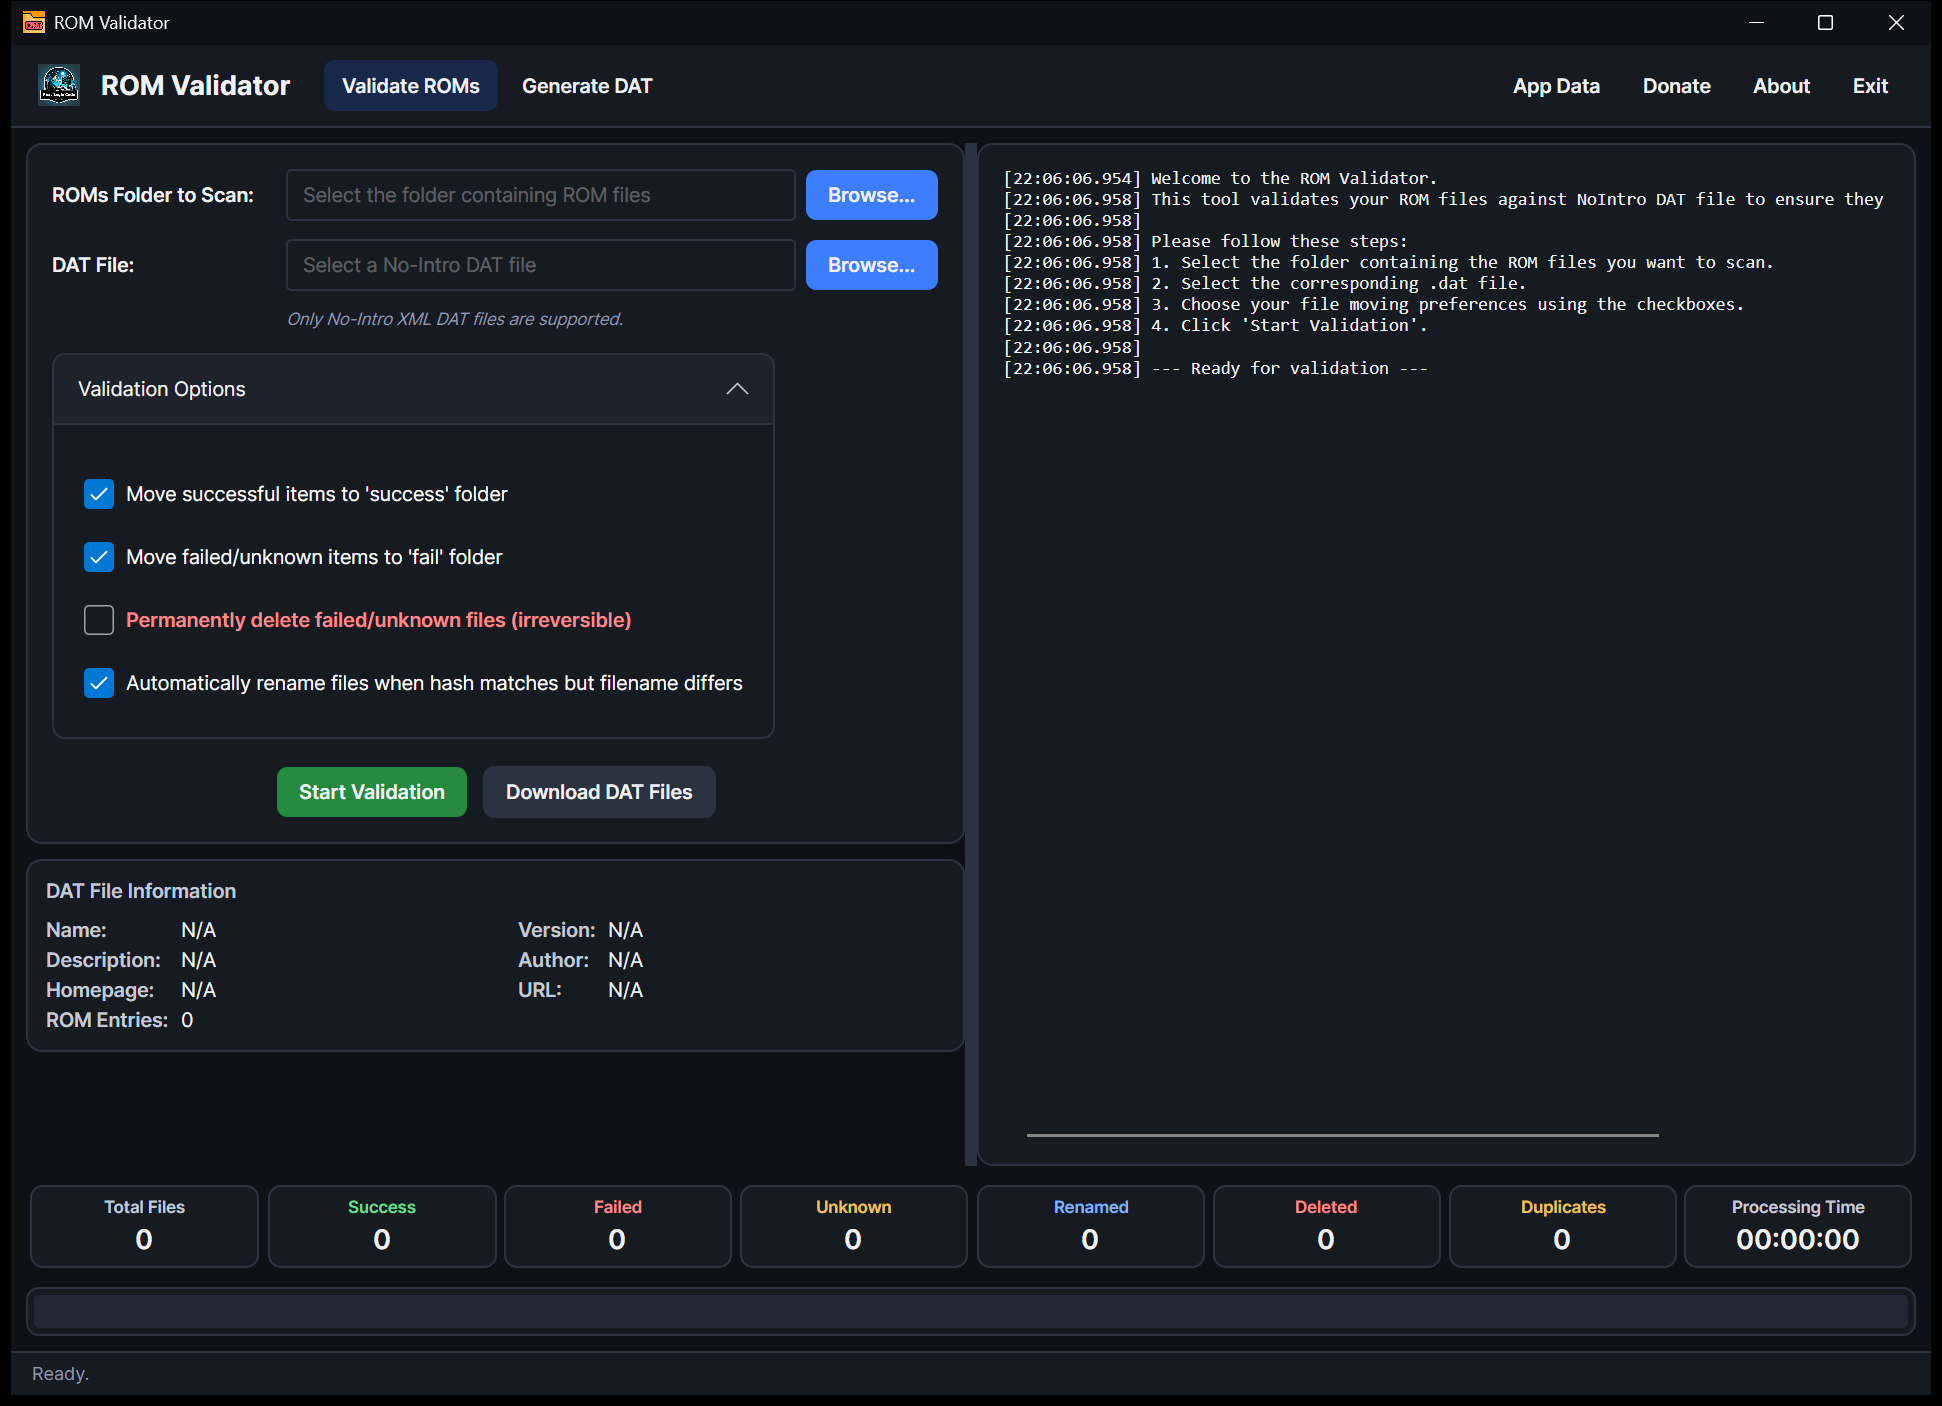 ROM Validator
ROM Validator
Validate ROMs
Generate DAT
App Data
Donate
About
Exit
ROMs Folder to Scan:
Select the folder containing ROM files
Browse...
DAT File:
Select a No-Intro DAT file
Browse...
Only No-Intro XML DAT files are supported.
Validation Options
Move successful items to 'success' folder
Move failed/unknown items to 'fail' folder
Permanently delete failed/unknown files (irreversible)
Automatically rename files when hash matches but filename differs
Start Validation
Download DAT Files
DAT File Information
Name: N/A
Version: N/A
Description: N/A
Author: N/A
Homepage: N/A
URL: N/A
ROM Entries: 0
[22:06:06.954] Welcome to the ROM Validator.
[22:06:06.958] This tool validates your ROM files against NoIntro DAT file to ensure they
[22:06:06.958]
[22:06:06.958] Please follow these steps:
[22:06:06.958] 1. Select the folder containing the ROM files you want to scan.
[22:06:06.958] 2. Select the corresponding .dat file.
[22:06:06.958] 3. Choose your file moving preferences using the checkboxes.
[22:06:06.958] 4. Click 'Start Validation'.
[22:06:06.958]
[22:06:06.958] --- Ready for validation ---
Total Files
0
Success
0
Failed
0
Unknown
0
Renamed
0
Deleted
0
Duplicates
0
Processing Time
00:00:00
Ready.